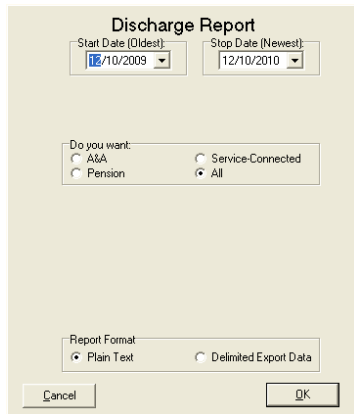 Discharge Report
Start Date (Oldest): Stop Date (Newest):
12/10/2009 12/10/2010
Do you want:
A&A Service-Connected
Pension All
Report Format
Plain Text Delimited Export Data
Cancel OK